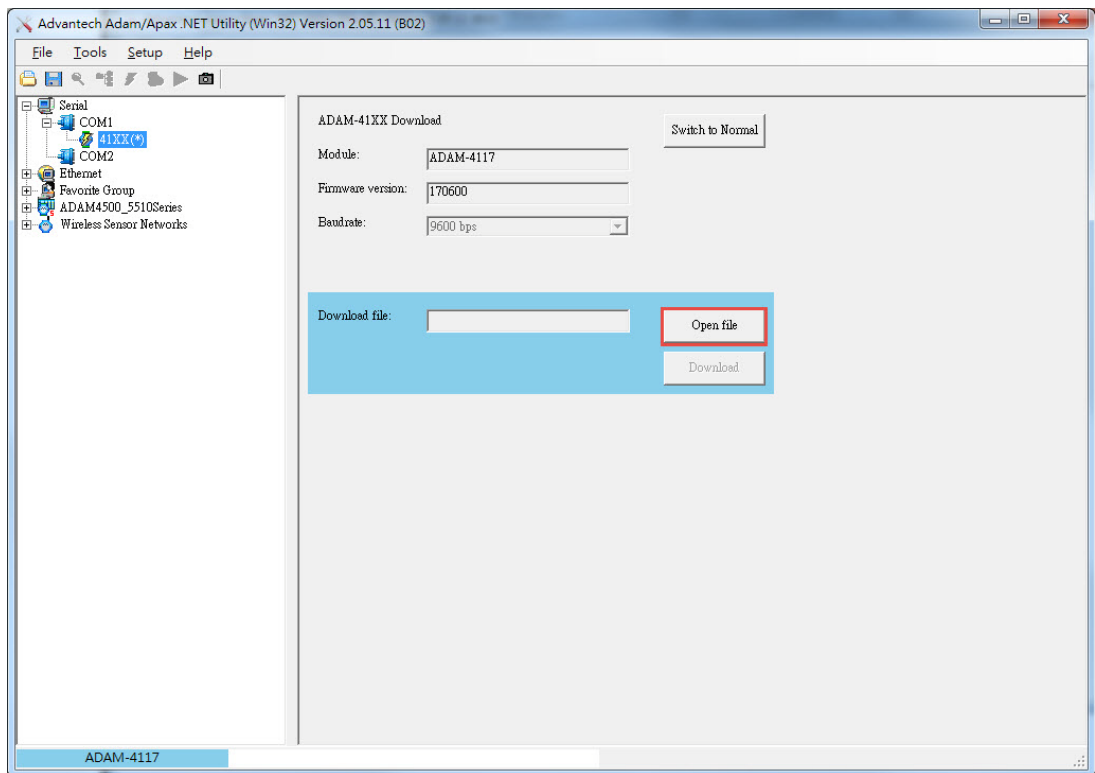 Advantech Adam/Apax .NET Utility (Win32) Version 2.05.11 (B02)
File Tools Setup Help
Serial
COM1
41XX(*)
COM2
Ethernet
Favorite Group
ADAM4500_5510Series
Wireless Sensor Networks
ADAM-41XX Download
Switch to Normal
Module: ADAM-4117
Firmware version: 170600
Baudrate: 9600 bps
Download file:
Open file
Download
ADAM-4117